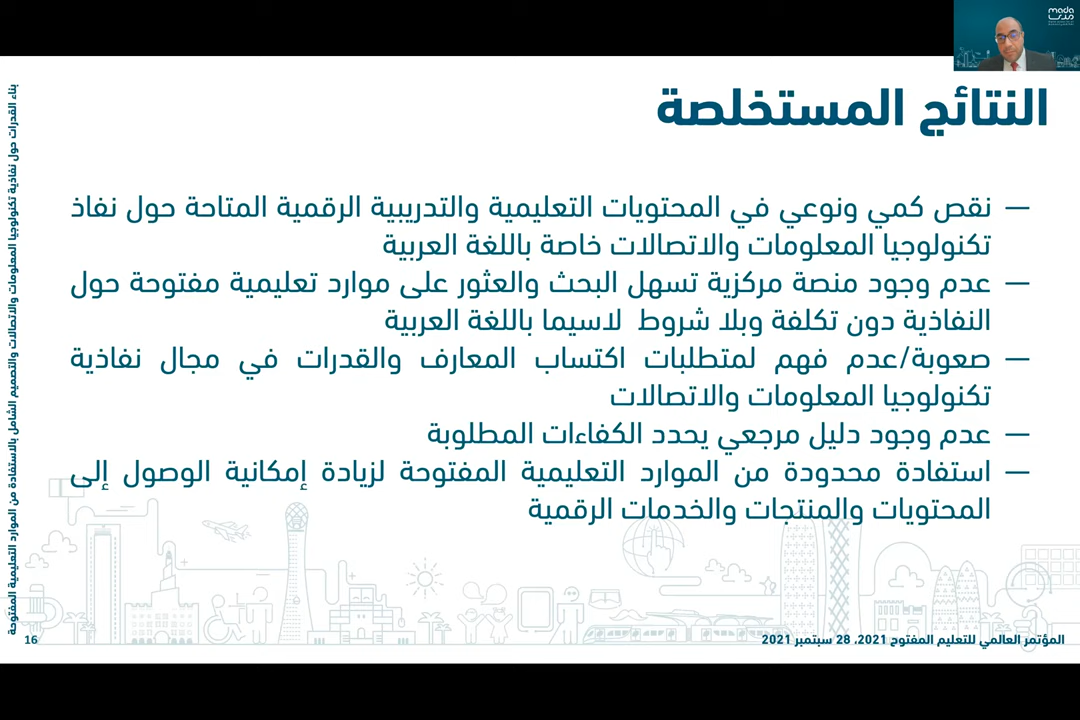 mada
مدى
النتائج المستخلصة
— نقص كمي ونوعي في المحتويات التعليمية والتدريبية الرقمية المتاحة حول نفاذ
تكنولوجيا المعلومات والاتصالات خاصة باللغة العربية
— عدم وجود منصة مركزية تسهل البحث والعثور على موارد تعليمية مفتوحة حول
النفاذية دون تكلفة وبلا شروط لاسيما باللغة العربية
— صعوبة/عدم فهم لمتطلبات اكتساب المعارف والقدرات في مجال نفاذية
تكنولوجيا المعلومات والاتصالات
— عدم وجود دليل مرجعي يحدد الكفاءات المطلوبة
— استفادة محدودة من الموارد التعليمية المفتوحة لزيادة إمكانية الوصول إلى
المحتويات والمنتجات والخدمات الرقمية
بناء القدرات حول نفاذية تكنولوجيا المعلومات والاتصالات والتصميم الشامل بالاستفادة من الموارد التعليمية المفتوحة
المؤتمر العالمي للتعليم المفتوح 2021، 28 سبتمبر 2021
16